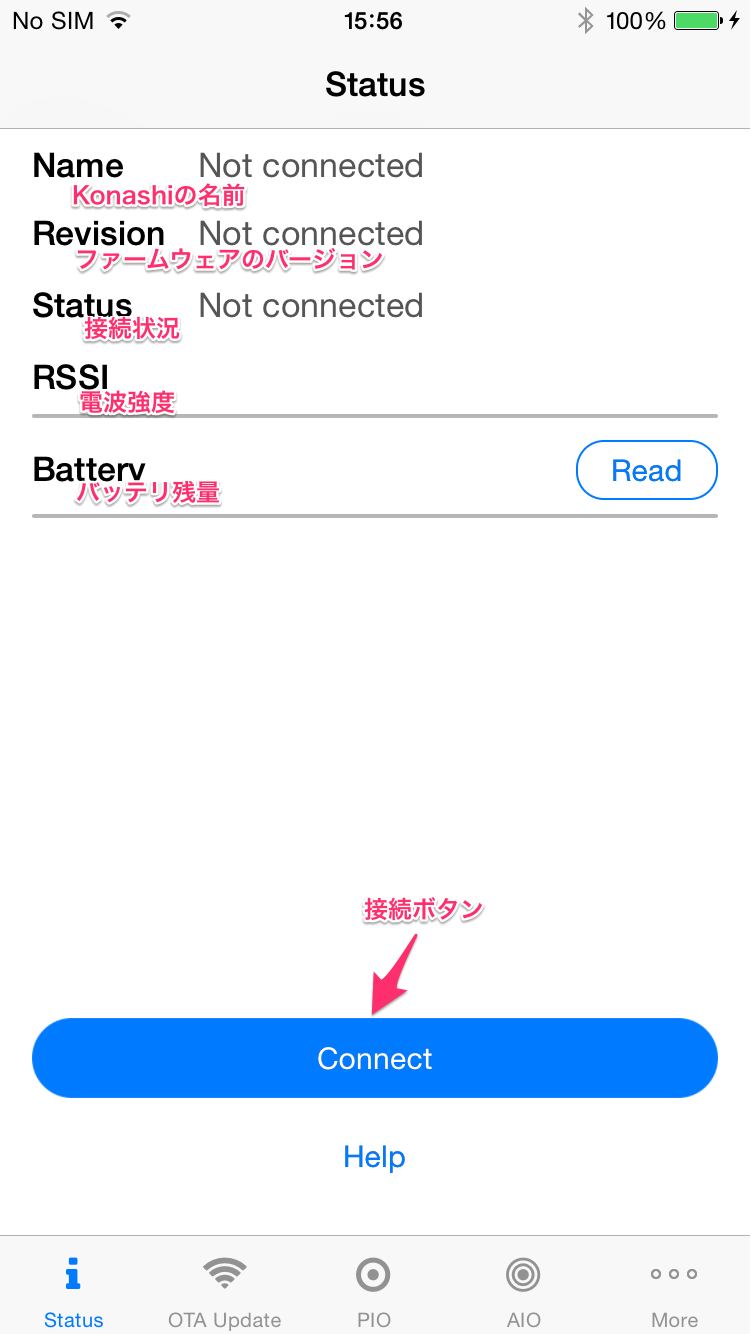 No SIM 15:56 100%
Status
Name Not connected
Konashiの名前
Revision Not connected
ファームウェアのバージョン
Status Not connected
接続状況
RSSI
電波強度
Battery Read
バッテリ残量
接続ボタン
Connect
Help
Status OTA Update PIO AIO More